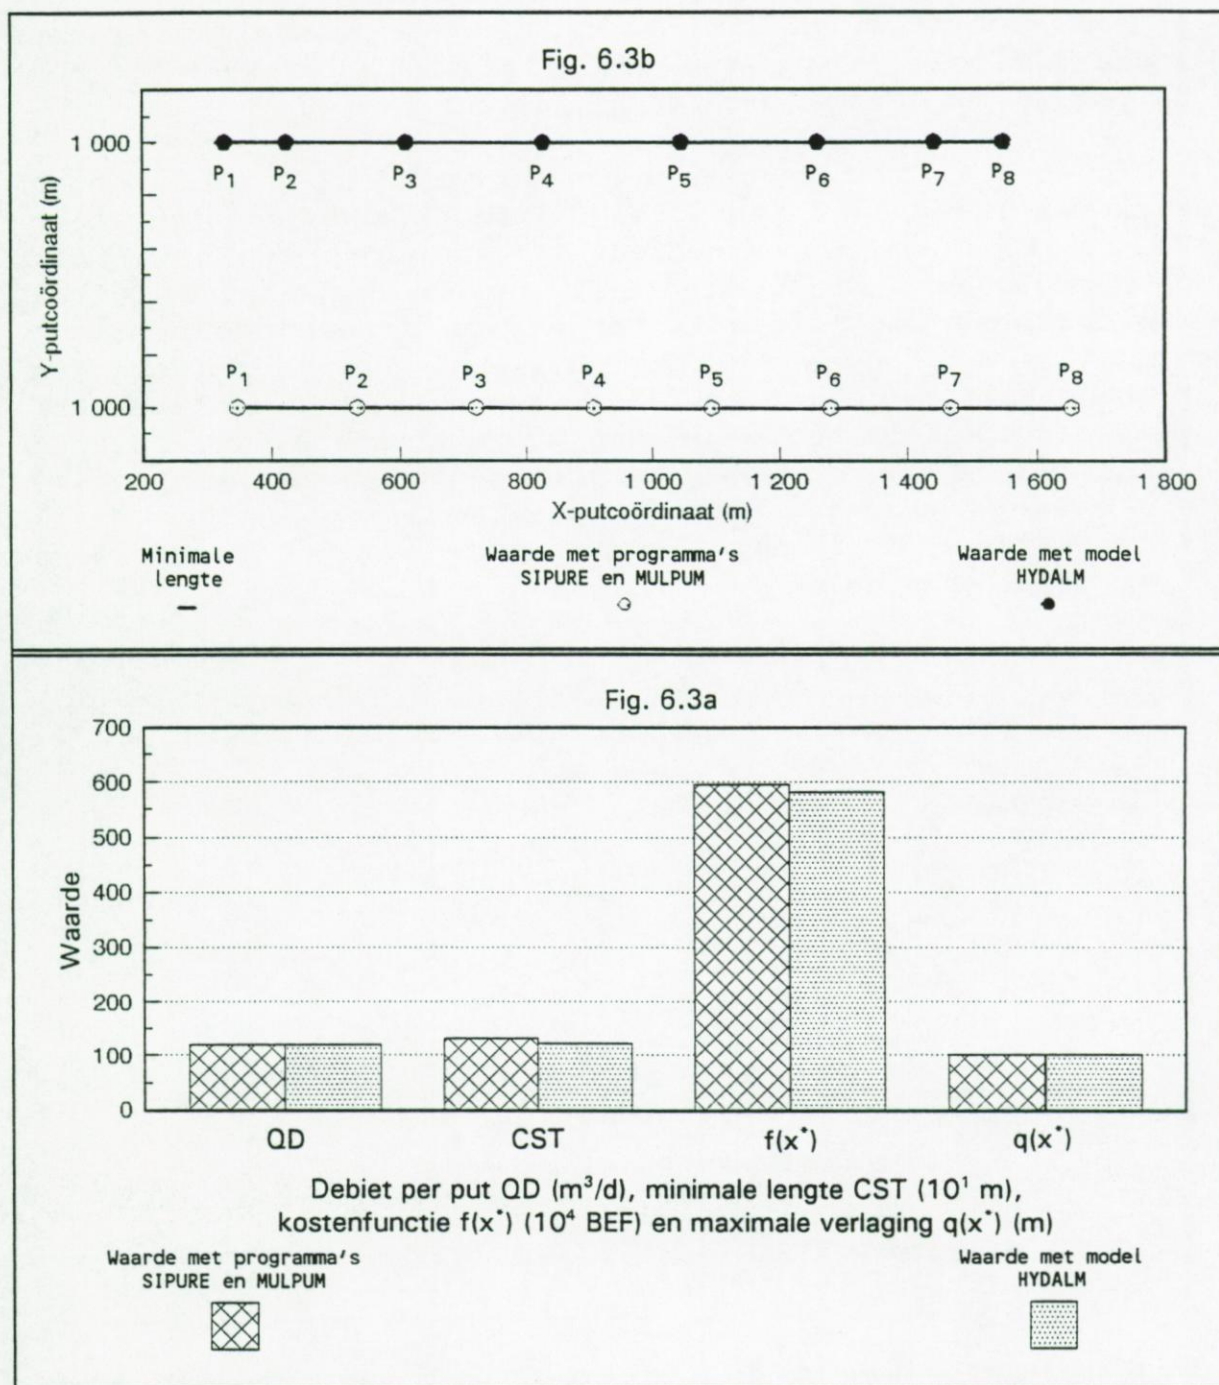 Fig. 6.3b
Y-putcoördinaat (m)
1 000
P1 P2 P3 P4 P5 P6 P7 P8
P1 P2 P3 P4 P5 P6 P7 P8
1 000
200 400 600 800 1 000 1 200 1 400 1 600 1 800
X-putcoördinaat (m)
Minimale
lengte
Waarde met programma's
SIPURE en MULPUM
Waarde met model
HYDALM
Fig. 6.3a
Waarde
700
600
500
400
300
200
100
0
QD CST f(x*) q(x*)
Debiet per put QD (m³/d), minimale lengte CST (10¹ m),
kostenfunctie f(x*) (10⁴ BEF) en maximale verlaging q(x*) (m)
Waarde met programma's
SIPURE en MULPUM
Waarde met model
HYDALM